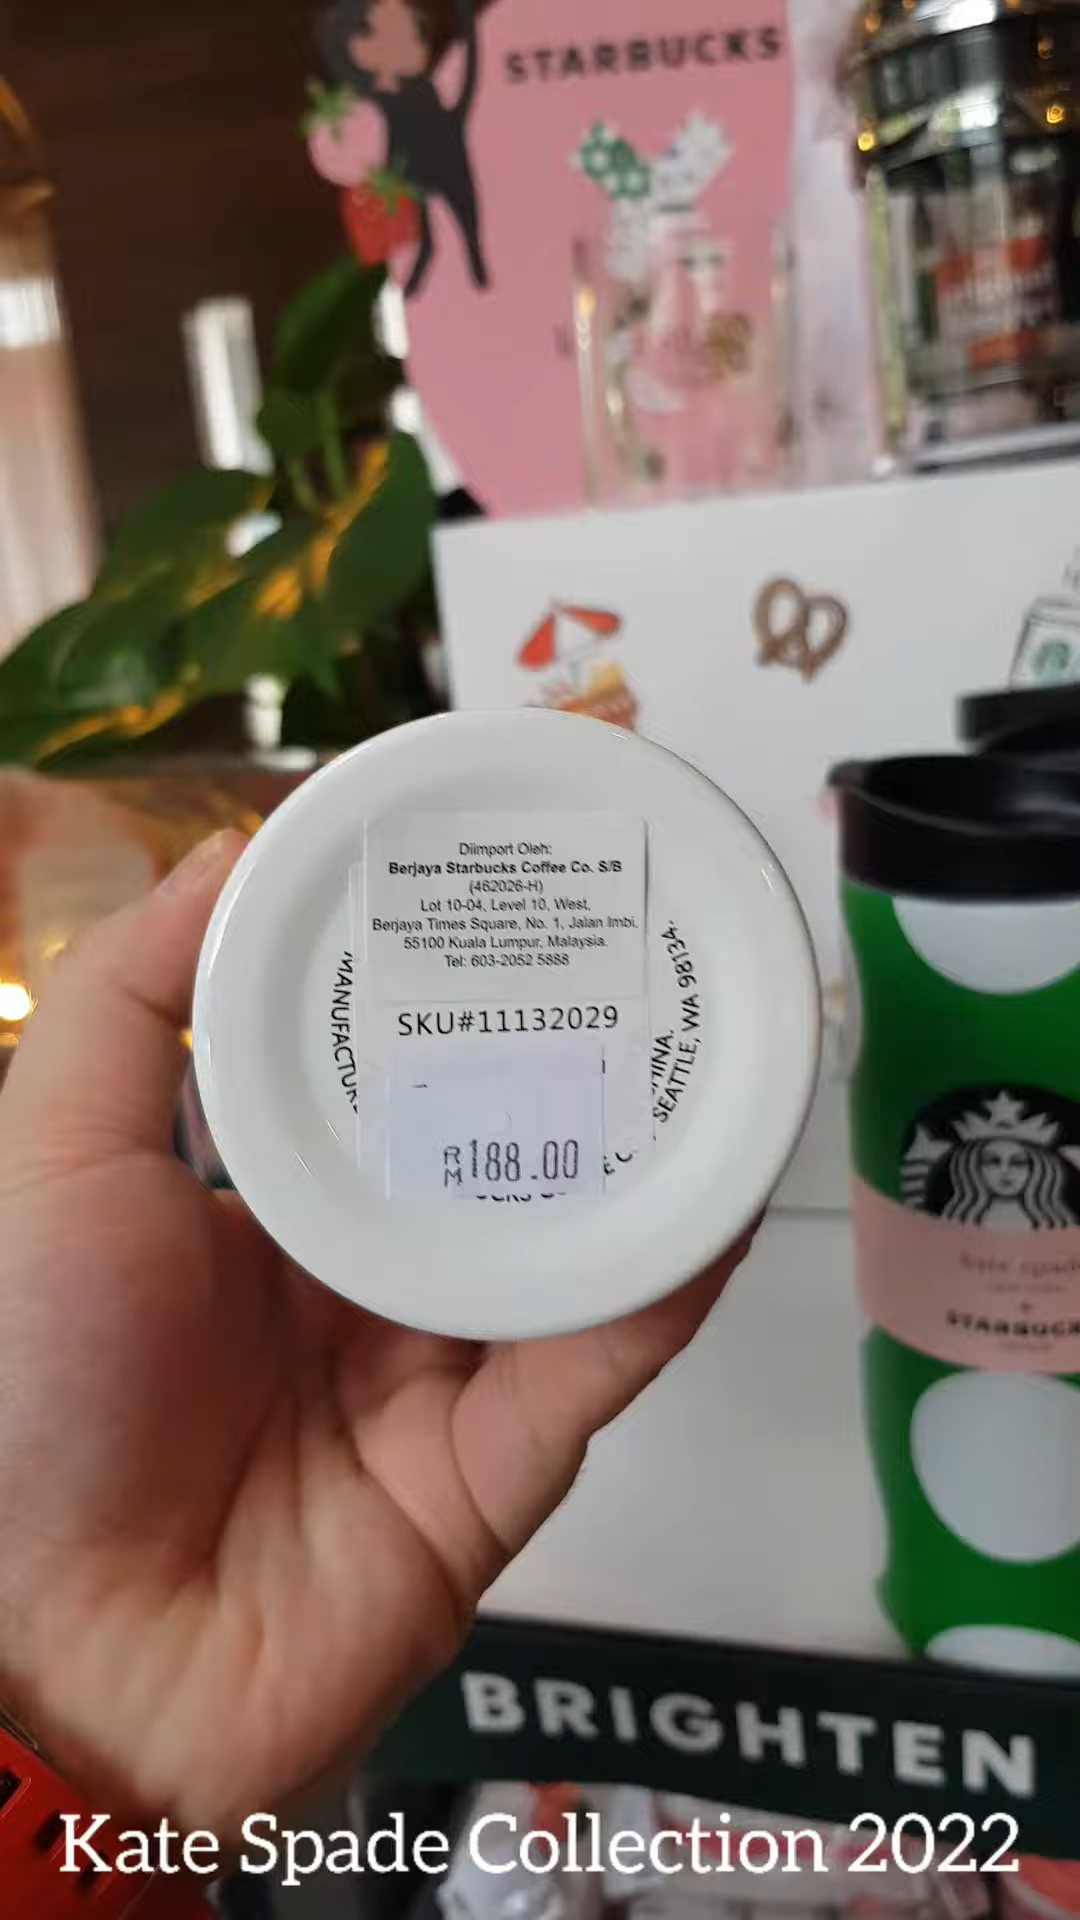 STARBUCKS
Diimport Oleh:
Berjaya Starbucks Coffee Co. S/B
(462026-H)
Lot 10-04, Level 10, West,
Berjaya Times Square, No. 1, Jalan Imbi,
55100 Kuala Lumpur, Malaysia.
Tel: 603-2052 5888
SKU#11132029
RM188.00
SEATTLE, WA 98134
kate spade
STARBUCKS
BRIGHTEN
Kate Spade Collection 2022